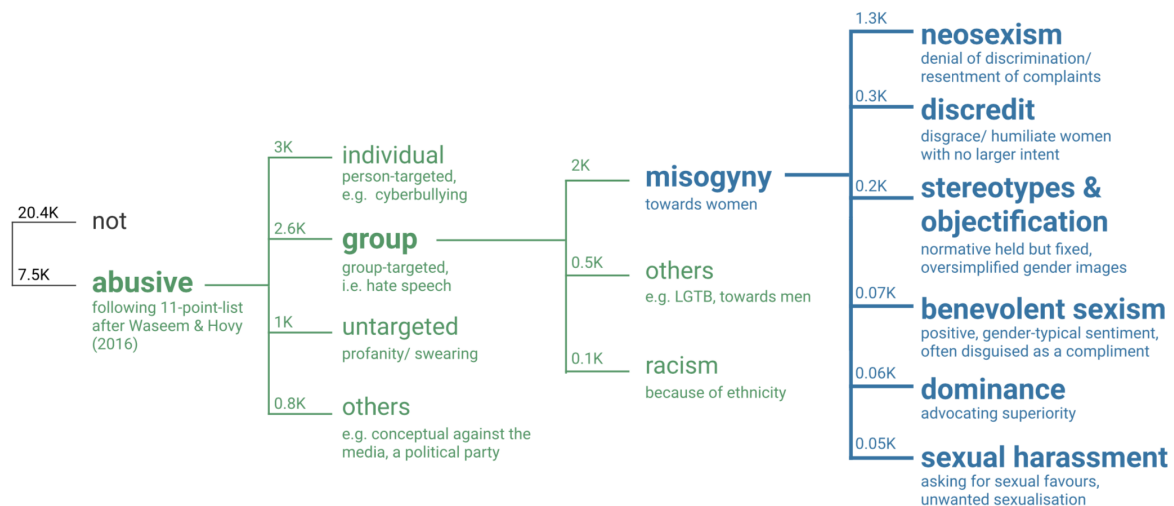 20.4K
not
7.5K
abusive
following 11-point-list
after Waseem & Hovy
(2016)
3K
individual
person-targeted,
e.g. cyberbullying
2.6K
group
group-targeted,
i.e. hate speech
1K
untargeted
profanity/ swearing
0.8K
others
e.g. conceptual against the
media, a political party
2K
misogyny
towards women
0.5K
others
e.g. LGTB, towards men
0.1K
racism
because of ethnicity
1.3K
neosexism
denial of discrimination/
resentment of complaints
0.3K
discredit
disgrace/ humiliate women
with no larger intent
0.2K
stereotypes &
objectification
normative held but fixed,
oversimplified gender images
0.07K
benevolent sexism
positive, gender-typical sentiment,
often disguised as a compliment
0.06K
dominance
advocating superiority
0.05K
sexual harassment
asking for sexual favours,
unwanted sexualisation